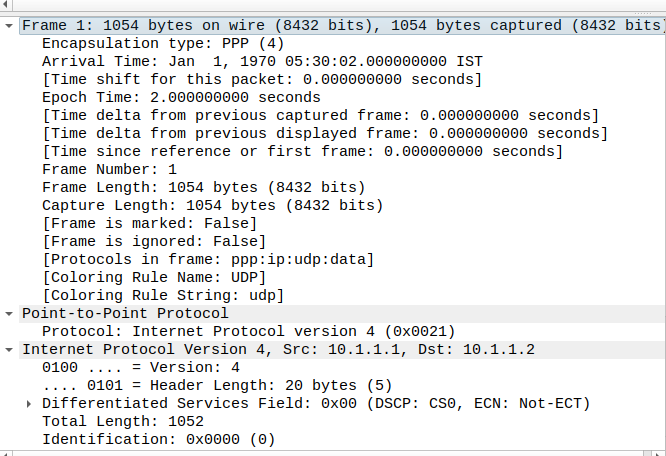 Frame 1: 1054 bytes on wire (8432 bits), 1054 bytes captured (8432 bits)
Encapsulation type: PPP (4)
Arrival Time: Jan  1, 1970 05:30:02.000000000 IST
[Time shift for this packet: 0.000000000 seconds]
Epoch Time: 2.000000000 seconds
[Time delta from previous captured frame: 0.000000000 seconds]
[Time delta from previous displayed frame: 0.000000000 seconds]
[Time since reference or first frame: 0.000000000 seconds]
Frame Number: 1
Frame Length: 1054 bytes (8432 bits)
Capture Length: 1054 bytes (8432 bits)
[Frame is marked: False]
[Frame is ignored: False]
[Protocols in frame: ppp:ip:udp:data]
[Coloring Rule Name: UDP]
[Coloring Rule String: udp]
Point-to-Point Protocol
Protocol: Internet Protocol version 4 (0x0021)
Internet Protocol Version 4, Src: 10.1.1.1, Dst: 10.1.1.2
0100 .... = Version: 4
.... 0101 = Header Length: 20 bytes (5)
Differentiated Services Field: 0x00 (DSCP: CS0, ECN: Not-ECT)
Total Length: 1052
Identification: 0x0000 (0)